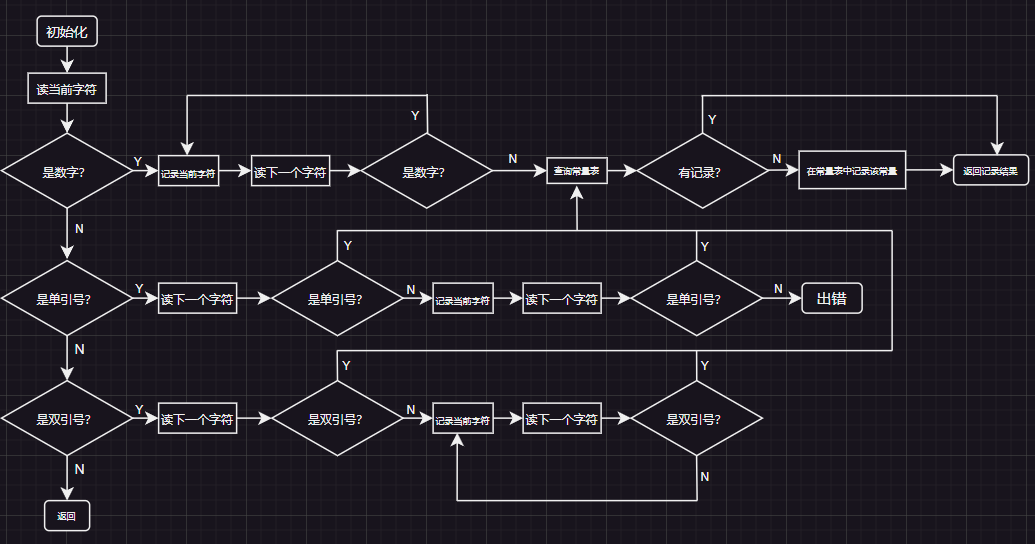 初始化
读当前字符
Y
Y
是数字?
Y
记录当前字符
读下一个字符
是数字?
N
查询常量表
有记录?
N
在常量表中记录该常量
返回记录结果
N
Y
Y
是单引号?
Y
读下一个字符
是单引号?
N
记录当前字符
读下一个字符
是单引号?
N
出错
N
Y
Y
是双引号?
Y
读下一个字符
是双引号?
N
记录当前字符
读下一个字符
是双引号?
N
N
返回